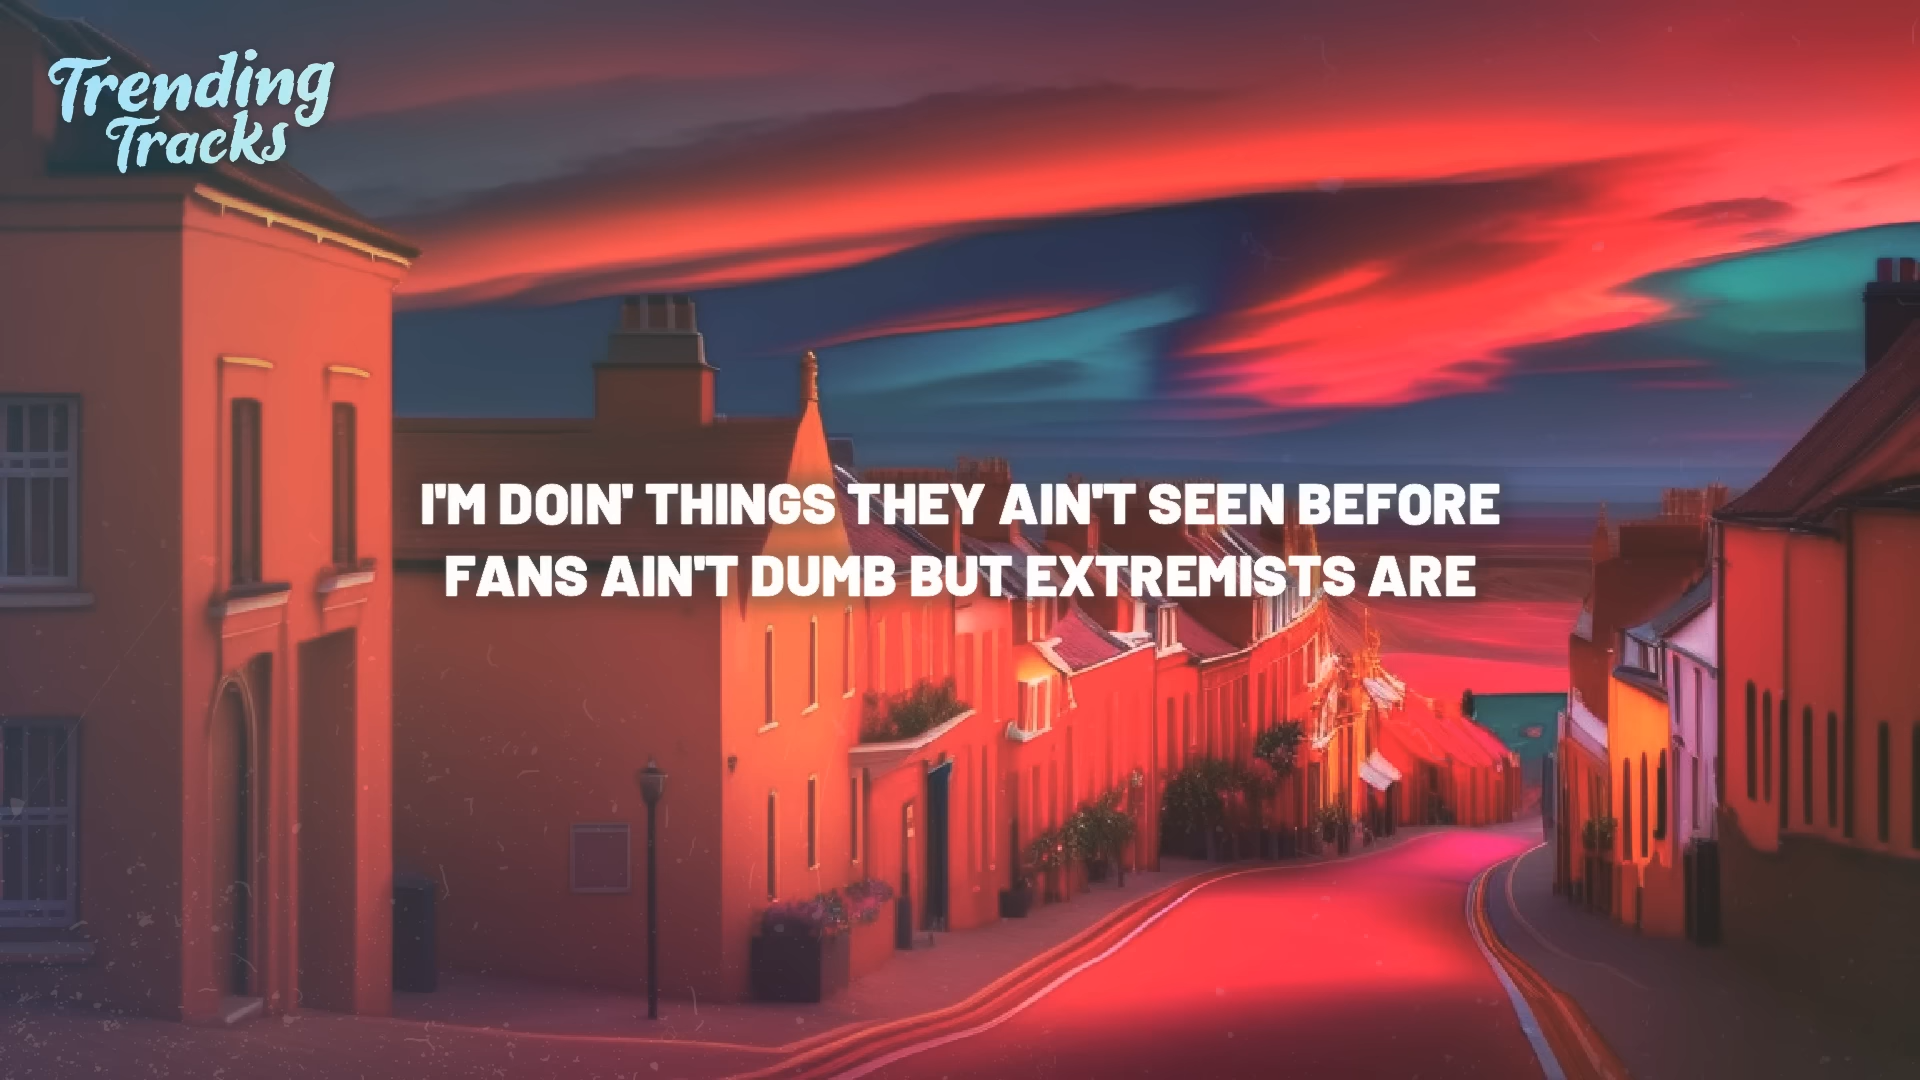 Trending
Tracks
I'M DOIN' THINGS THEY AIN'T SEEN BEFORE
FANS AIN'T DUMB BUT EXTREMISTS ARE